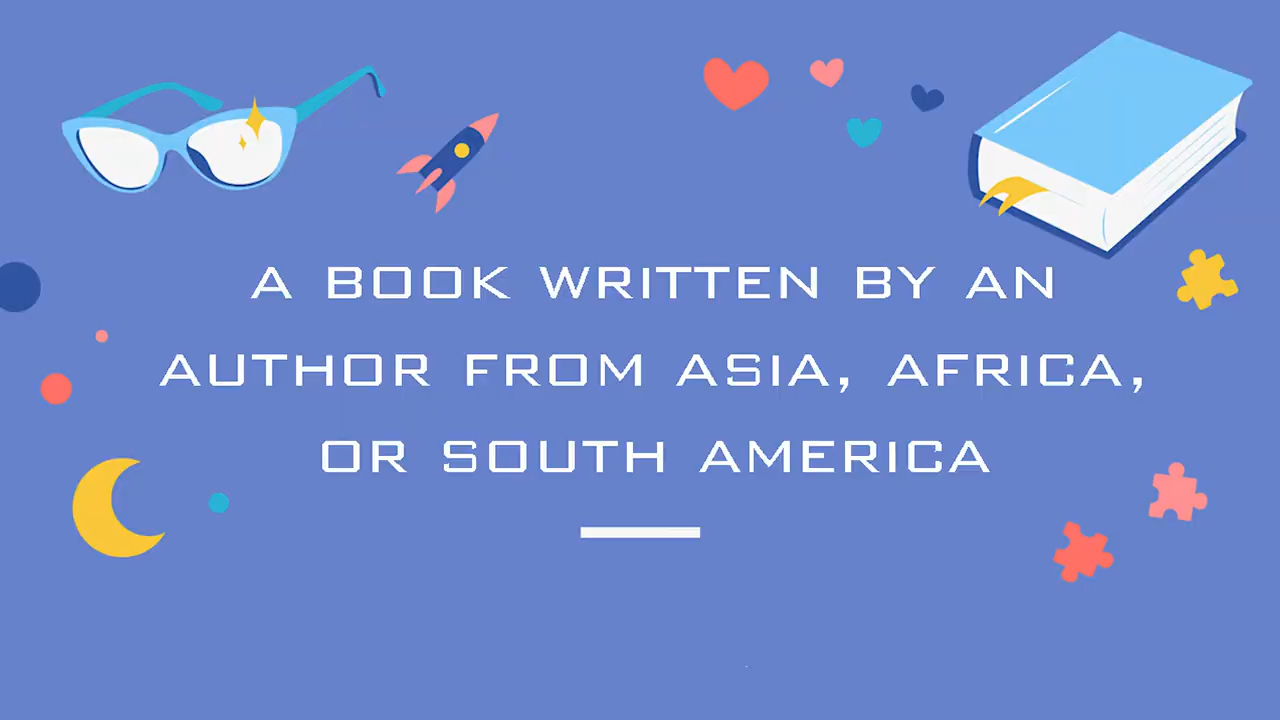 A BOOK WRITTEN BY AN
AUTHOR FROM ASIA, AFRICA,
OR SOUTH AMERICA